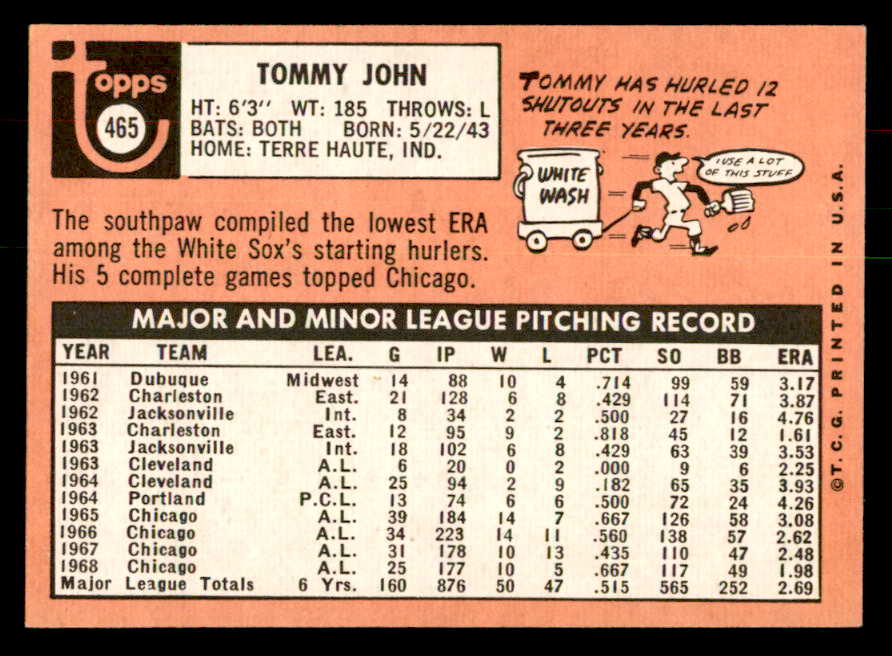 Topps
465
TOMMY JOHN
HT: 6'3" WT: 185 THROWS: L
BATS: BOTH BORN: 5/22/43
HOME: TERRE HAUTE, IND.
TOMMY HAS HURLED 12
SHUTOUTS IN THE LAST
THREE YEARS.
WHITE
WASH
I USE A LOT
OF THIS STUFF
The southpaw compiled the lowest ERA
among the White Sox's starting hurlers.
His 5 complete games topped Chicago.
MAJOR AND MINOR LEAGUE PITCHING RECORD
YEAR TEAM LEA. G IP W L PCT SO BB ERA
1961 Dubuque Midwest 14 88 10 4 .714 99 59 3.17
1962 Charleston East. 21 128 6 8 .429 114 71 3.87
1962 Jacksonville Int. 8 34 2 2 .500 27 16 4.76
1963 Charleston East. 12 95 9 2 .818 45 12 1.61
1963 Jacksonville Int. 18 102 6 8 .429 63 39 3.53
1963 Cleveland A.L. 6 20 0 2 .000 9 6 2.25
1964 Cleveland A.L. 25 94 2 9 .182 65 35 3.93
1964 Portland P.C.L. 13 74 6 6 .500 72 24 4.26
1965 Chicago A.L. 39 184 14 7 .667 126 58 3.08
1966 Chicago A.L. 34 223 14 11 .560 138 57 2.62
1967 Chicago A.L. 31 178 10 13 .435 110 47 2.48
1968 Chicago A.L. 25 177 10 5 .667 117 49 1.98
Major League Totals 6 Yrs. 160 876 50 47 .515 565 252 2.69
©T.C.G. PRINTED IN U.S.A.